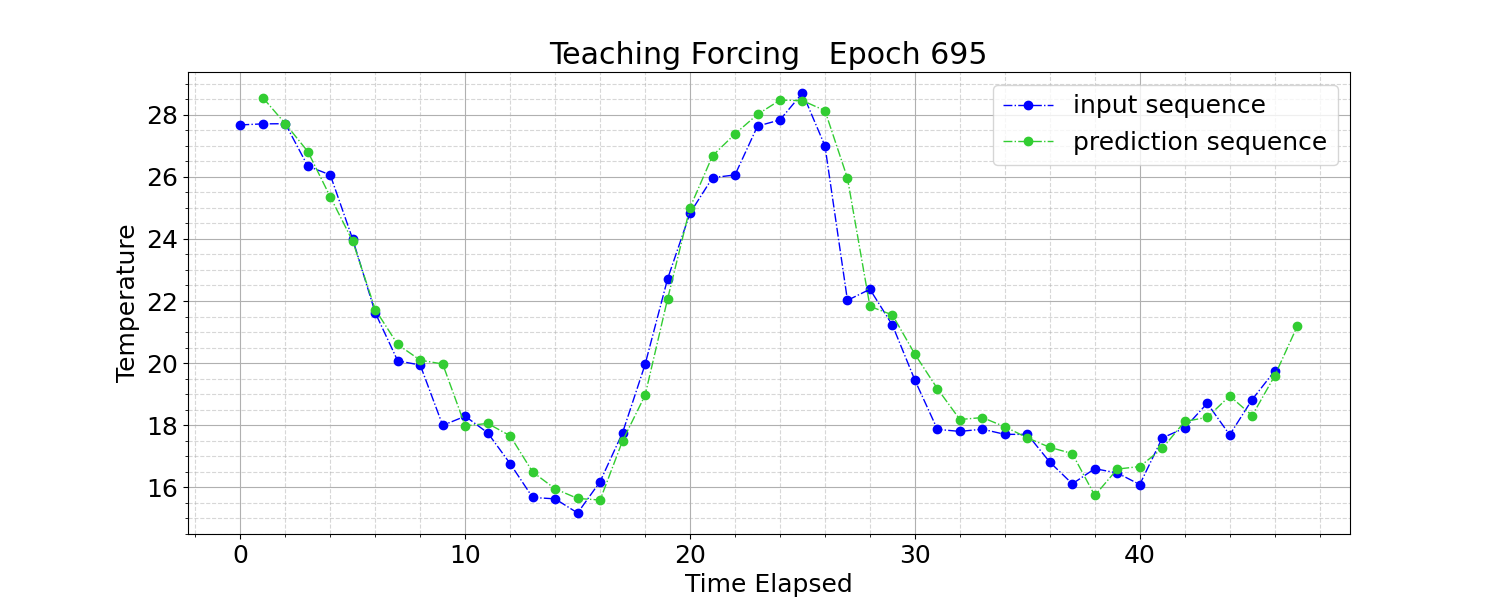 Teaching Forcing   Epoch 695
input sequence
prediction sequence
Temperature
28
26
24
22
20
18
16
0 10 20 30 40
Time Elapsed